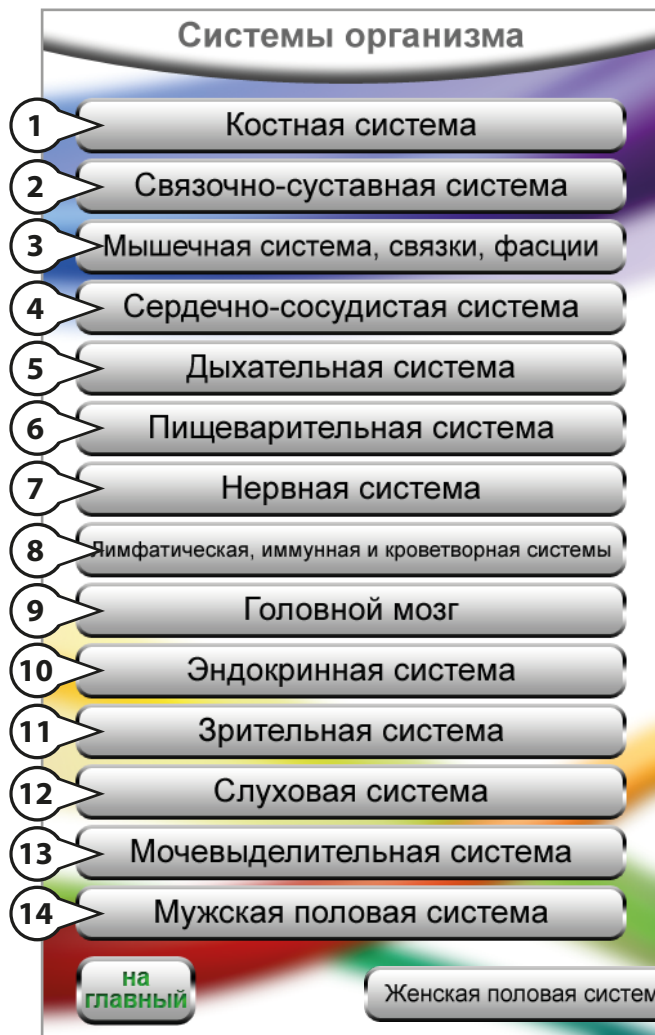 Системы организма
1 Костная система
2 Связочно-суставная система
3 Мышечная система, связки, фасции
4 Сердечно-сосудистая система
5 Дыхательная система
6 Пищеварительная система
7 Нервная система
8 Лимфатическая, иммунная и кроветворная системы
9 Головной мозг
10 Эндокринная система
11 Зрительная система
12 Слуховая система
13 Мочевыделительная система
14 Мужская половая система
на
главный
Женская половая систем